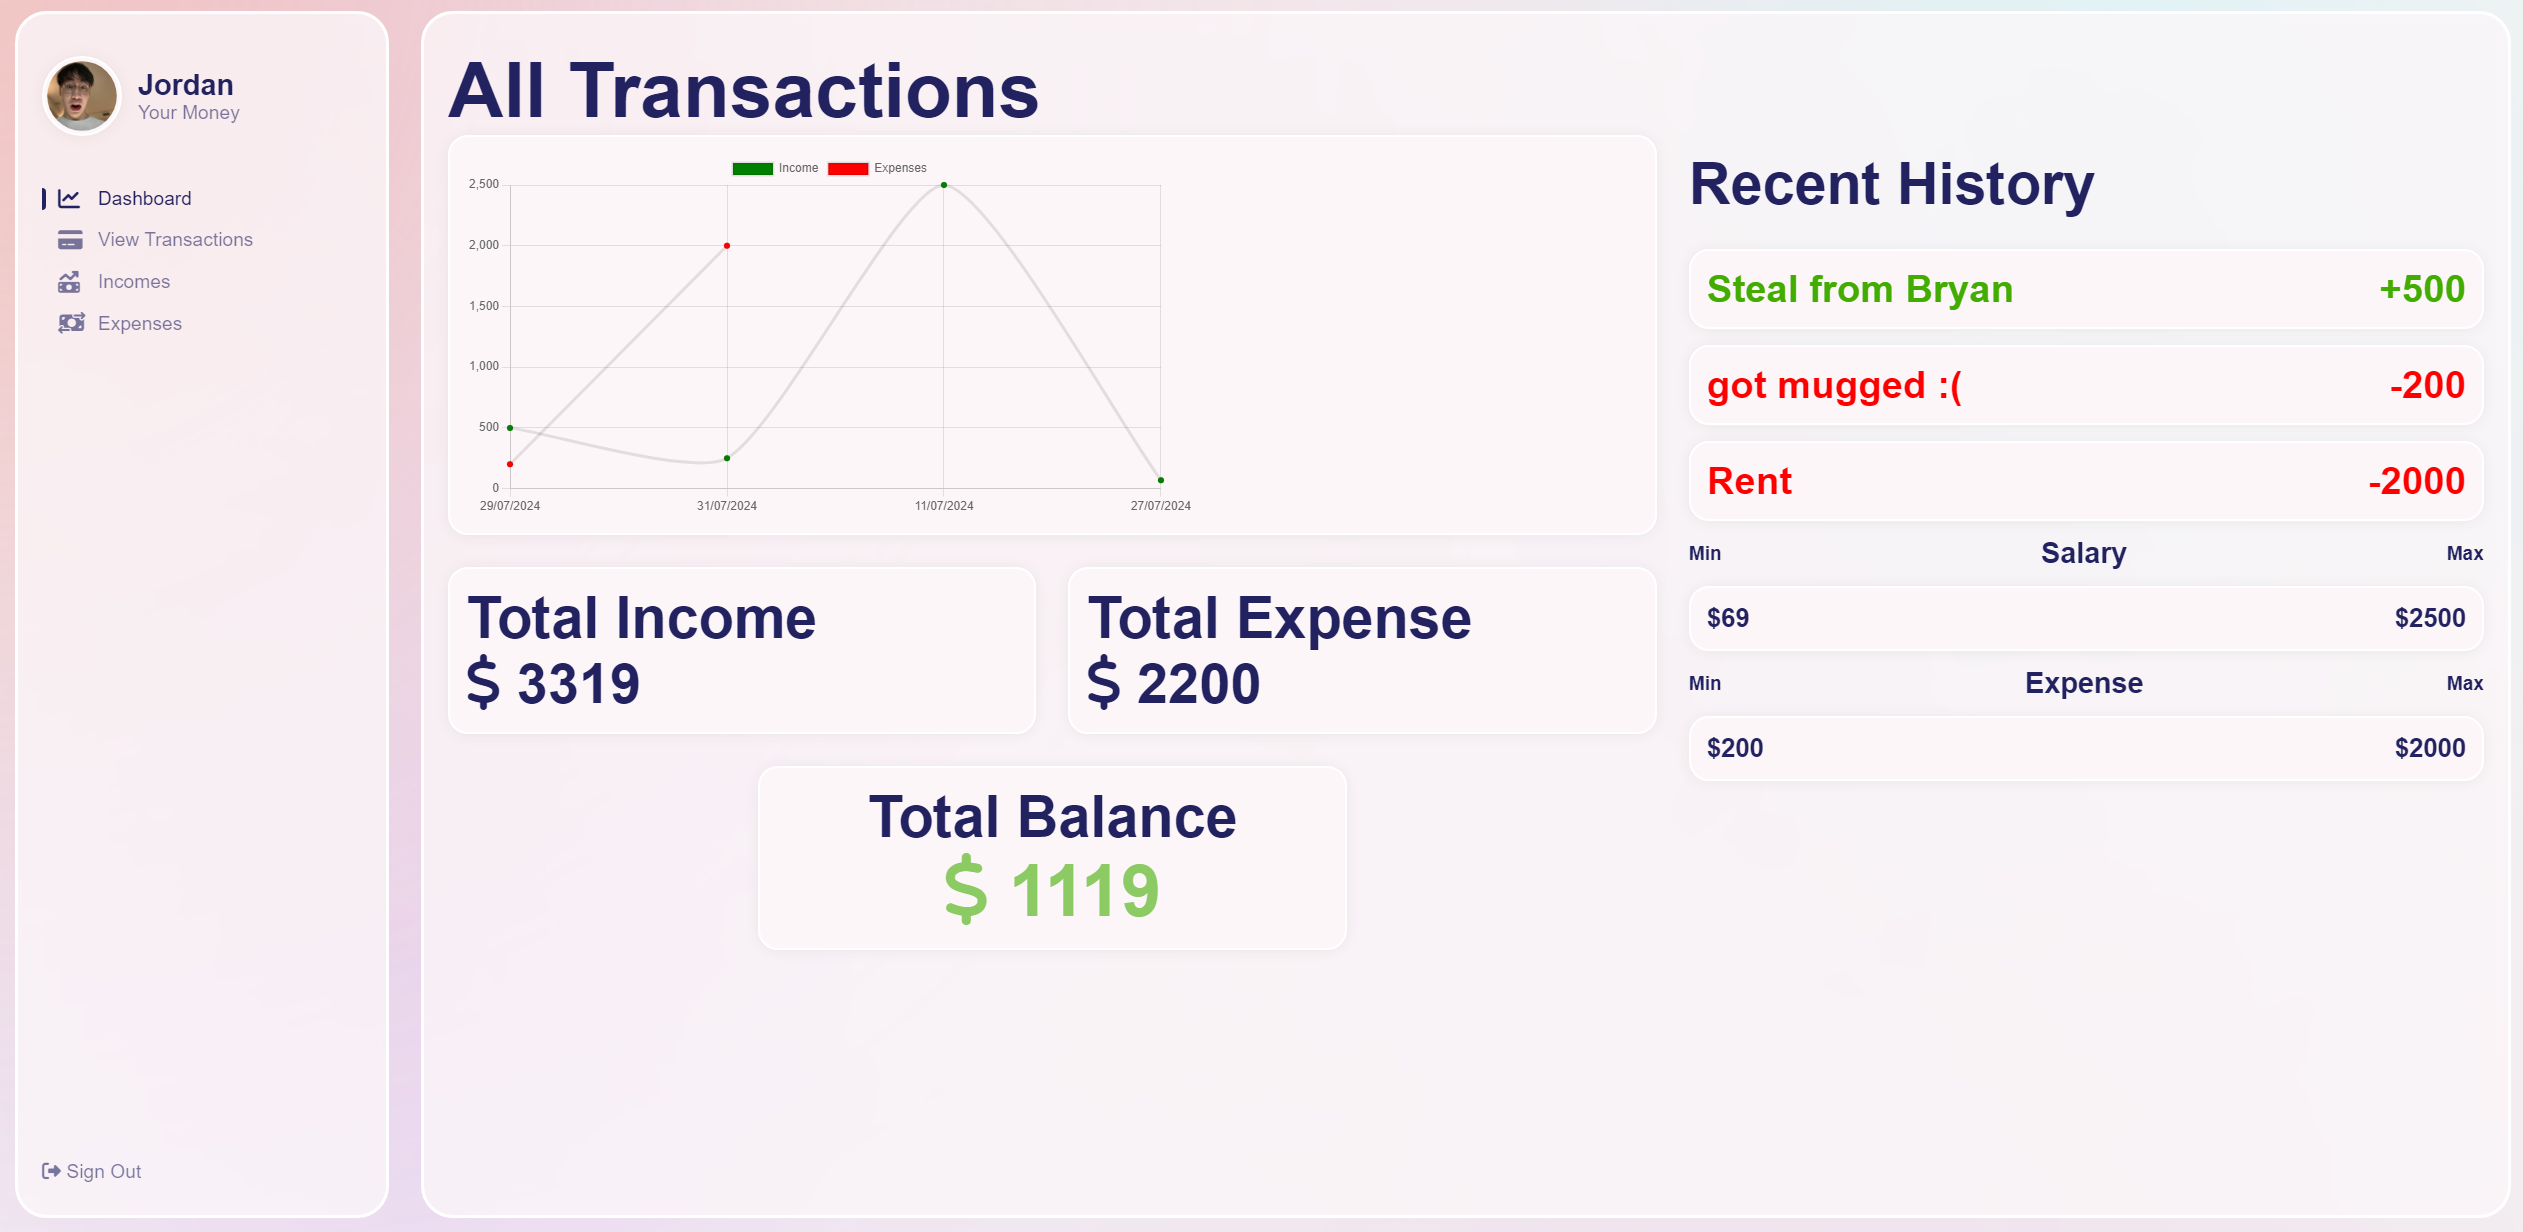 Jordan
Your Money
Dashboard
View Transactions
Incomes
Expenses
Sign Out
All Transactions
Income Expenses
2,500
2,000
1,500
1,000
500
0
29/07/2024 31/07/2024 11/07/2024 27/07/2024
Total Income
$ 3319
Total Expense
$ 2200
Total Balance
$ 1119
Recent History
Steal from Bryan +500
got mugged :( -200
Rent -2000
Min Salary Max
$69 $2500
Min Expense Max
$200 $2000